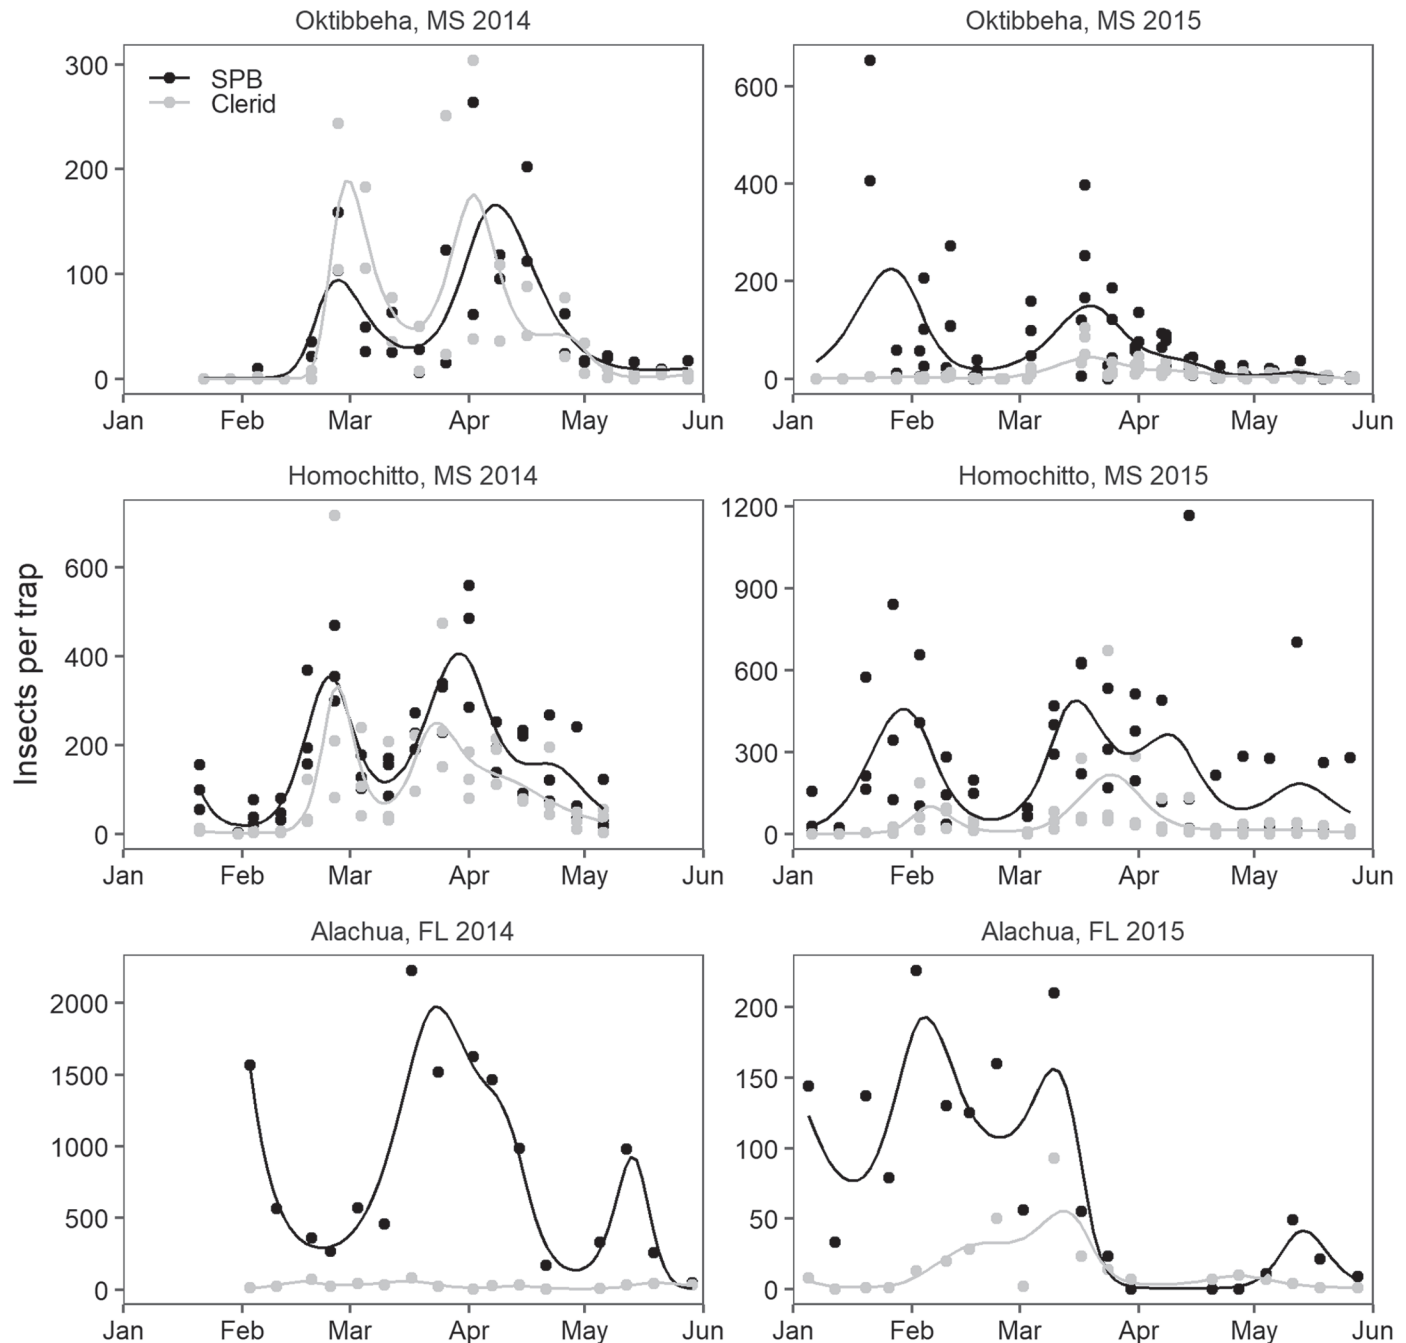 Oktibbeha, MS 2014
Oktibbeha, MS 2015
SPB
Clerid
300
200
100
0
600
400
200
0
Jan Feb Mar Apr May Jun
Jan Feb Mar Apr May Jun
Homochitto, MS 2014
Homochitto, MS 2015
Insects per trap
600
400
200
0
1200
900
600
300
0
Jan Feb Mar Apr May Jun
Jan Feb Mar Apr May Jun
Alachua, FL 2014
Alachua, FL 2015
2000
1500
1000
500
0
200
150
100
50
0
Jan Feb Mar Apr May Jun
Jan Feb Mar Apr May Jun